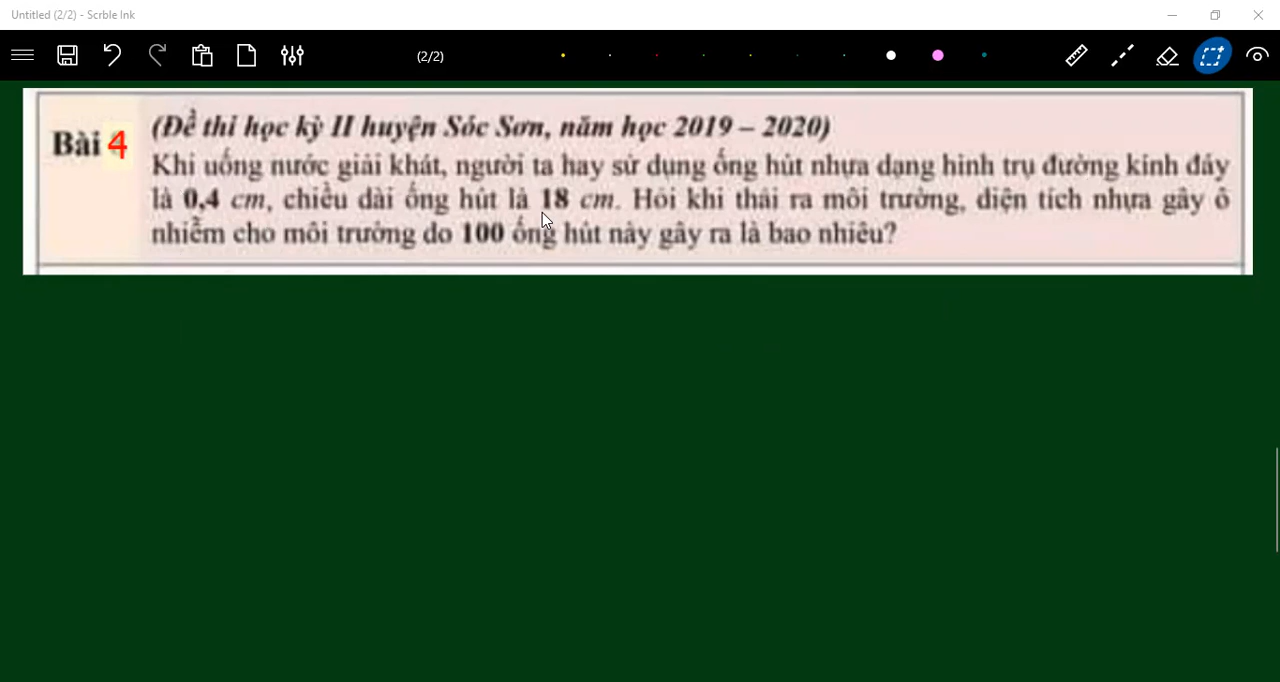 Untitled (2/2) - Scrble Ink
(2/2)
Bài 4
(Đề thi học kỳ II huyện Sóc Sơn, năm học 2019 – 2020)
Khi uống nước giải khát, người ta hay sử dụng ống hút nhựa dạng hình trụ đường kính đáy
là 0,4 cm, chiều dài ống hút là 18 cm. Hỏi khi thải ra môi trường, diện tích nhựa gây ô
nhiễm cho môi trường do 100 ống hút này gây ra là bao nhiêu?